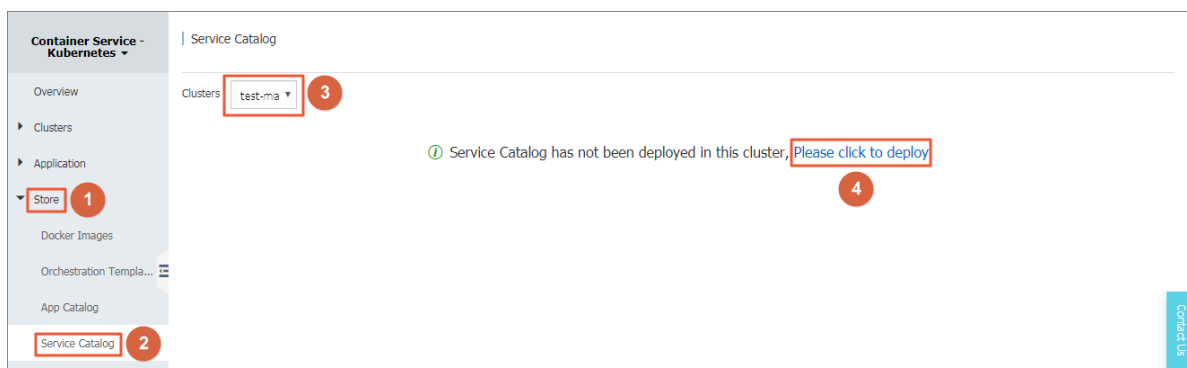 Container Service -
Kubernetes
Service Catalog
Overview
Clusters
test-mia
3
Clusters
Service Catalog has not been deployed in this cluster, Please click to deploy
Application
4
Store
1
Docker Images
Orchestration Templa...
App Catalog
Service Catalog
2
Contact Us